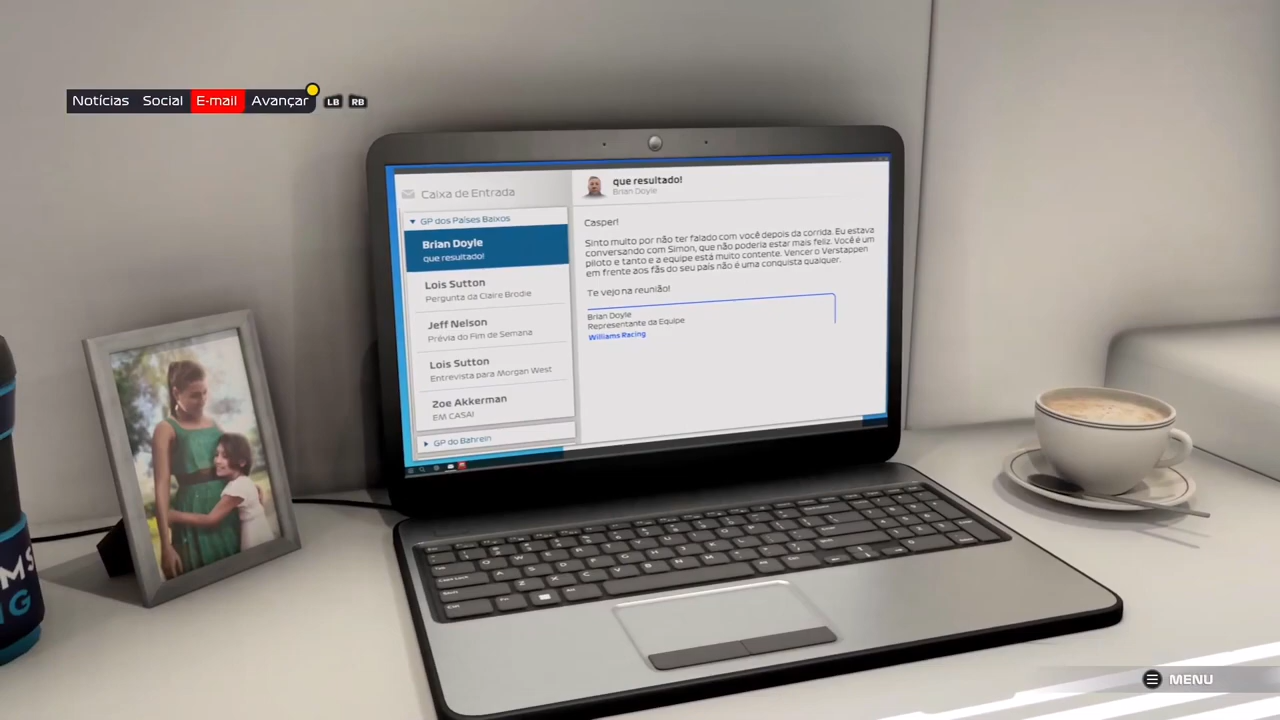 Notícias Social E-mail Avançar LB RB
Caixa de Entrada
GP dos Países Baixos
Brian Doyle
que resultado!
Lois Sutton
Pergunta da Claire Brodie
Jeff Nelson
Prévia do Fim de Semana
Lois Sutton
Entrevista para Morgan West
Zoe Akkerman
EM CASA!
GP do Bahrein
que resultado!
Brian Doyle
Casper!
Sinto muito por não ter falado com você depois da corrida. Eu estava
conversando com Simon, que não poderia estar mais feliz. Você é um
piloto e tanto e a equipe está muito contente. Vencer o Verstappen
em frente aos fãs do seu país não é uma conquista qualquer.
Te vejo na reunião!
Brian Doyle
Representante da Equipe
Williams Racing
MENU